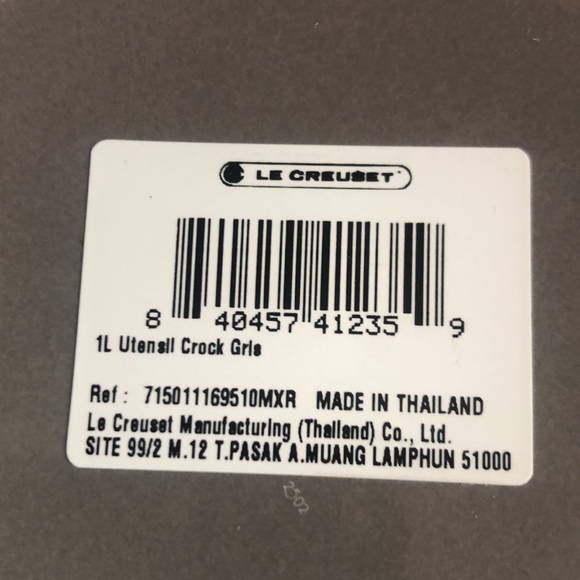 LE CREUSET
8 40457 41235 9
1L Utensil Crock Gris
Ref : 715011169510MXR MADE IN THAILAND
Le Creuset Manufacturing (Thailand) Co., Ltd.
SITE 99/2 M.12 T.PASAK A.MUANG LAMPHUN 51000
2302